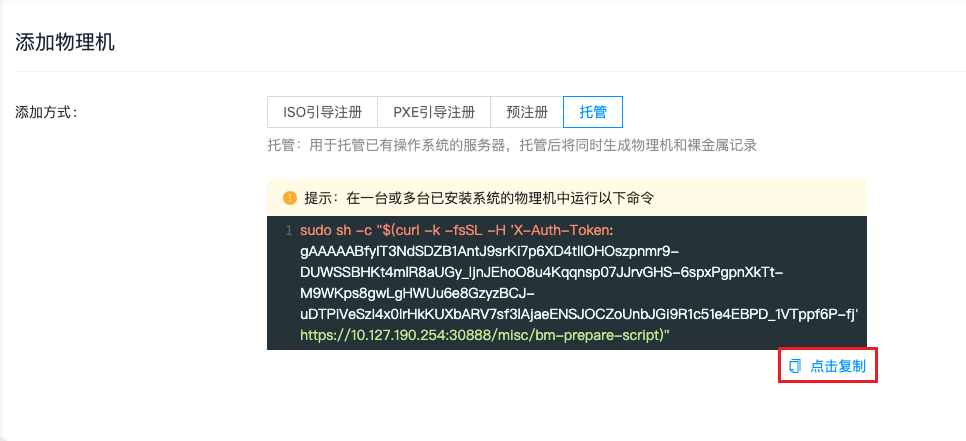 添加物理机
添加方式：
ISO引导注册 PXE引导注册 预注册 托管
托管：用于托管已有操作系统的服务器，托管后将同时生成物理机和裸金属记录
提示：在一台或多台已安装系统的物理机中运行以下命令
1 sudo sh -c "$(curl -k -fsSL -H 'X-Auth-Token:
gAAAAABfyIT3NdSDZB1AntJ9srKi7p6XD4tlIOHOszpnmr9-
DUWSSBHKt4mlR8aUGy_ljnJEhoO8u4Kqqnsp07JJrvGHS-6spxPgpnXkTt-
M9WKps8gwLgHWUu6e8GzyzBCJ-
uDTPiVeSzl4x0lrHkKUXbARV7sf3lAjaeENSJOCZoUnbJGi9R1c51e4EBPD_1VTppf6P-fj'
https://10.127.190.254:30888/misc/bm-prepare-script)"
点击复制